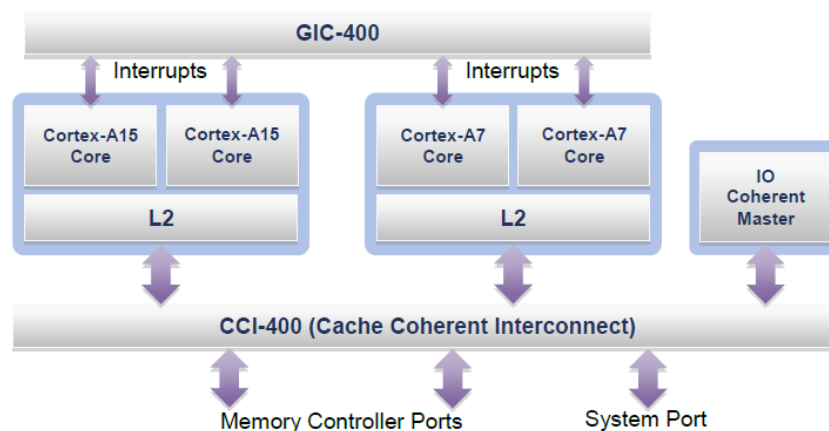 GIC-400
Interrupts Interrupts
Cortex-A15 Cortex-A15 Cortex-A7 Cortex-A7
Core Core Core Core
IO
Coherent
Master
L2 L2
CCI-400 (Cache Coherent Interconnect)
Memory Controller Ports System Port